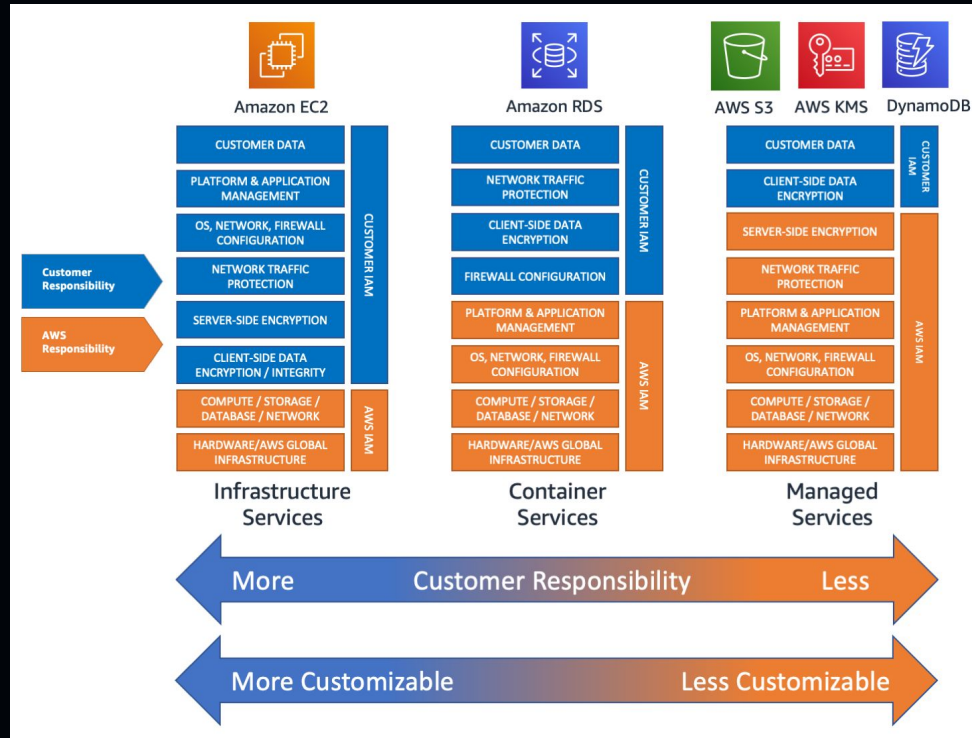 Amazon EC2
Amazon RDS
AWS S3
AWS KMS
DynamoDB
Customer
Responsibility
AWS
Responsibility
CUSTOMER DATA
PLATFORM & APPLICATION
MANAGEMENT
OS, NETWORK, FIREWALL
CONFIGURATION
NETWORK TRAFFIC
PROTECTION
SERVER-SIDE ENCRYPTION
CLIENT-SIDE DATA
ENCRYPTION / INTEGRITY
COMPUTE / STORAGE /
DATABASE / NETWORK
HARDWARE/AWS GLOBAL
INFRASTRUCTURE
CUSTOMER IAM
AWS IAM
Infrastructure
Services
CUSTOMER DATA
NETWORK TRAFFIC
PROTECTION
CLIENT-SIDE DATA
ENCRYPTION
FIREWALL CONFIGURATION
PLATFORM & APPLICATION
MANAGEMENT
OS, NETWORK, FIREWALL
CONFIGURATION
COMPUTE / STORAGE /
DATABASE / NETWORK
HARDWARE/AWS GLOBAL
INFRASTRUCTURE
CUSTOMER IAM
AWS IAM
Container
Services
CUSTOMER DATA
CLIENT-SIDE DATA
ENCRYPTION
SERVER-SIDE ENCRYPTION
NETWORK TRAFFIC
PROTECTION
PLATFORM & APPLICATION
MANAGEMENT
OS, NETWORK, FIREWALL
CONFIGURATION
COMPUTE / STORAGE /
DATABASE / NETWORK
HARDWARE/AWS GLOBAL
INFRASTRUCTURE
CUSTOMER
IAM
AWS IAM
Managed
Services
More Customer Responsibility Less
More Customizable Less Customizable